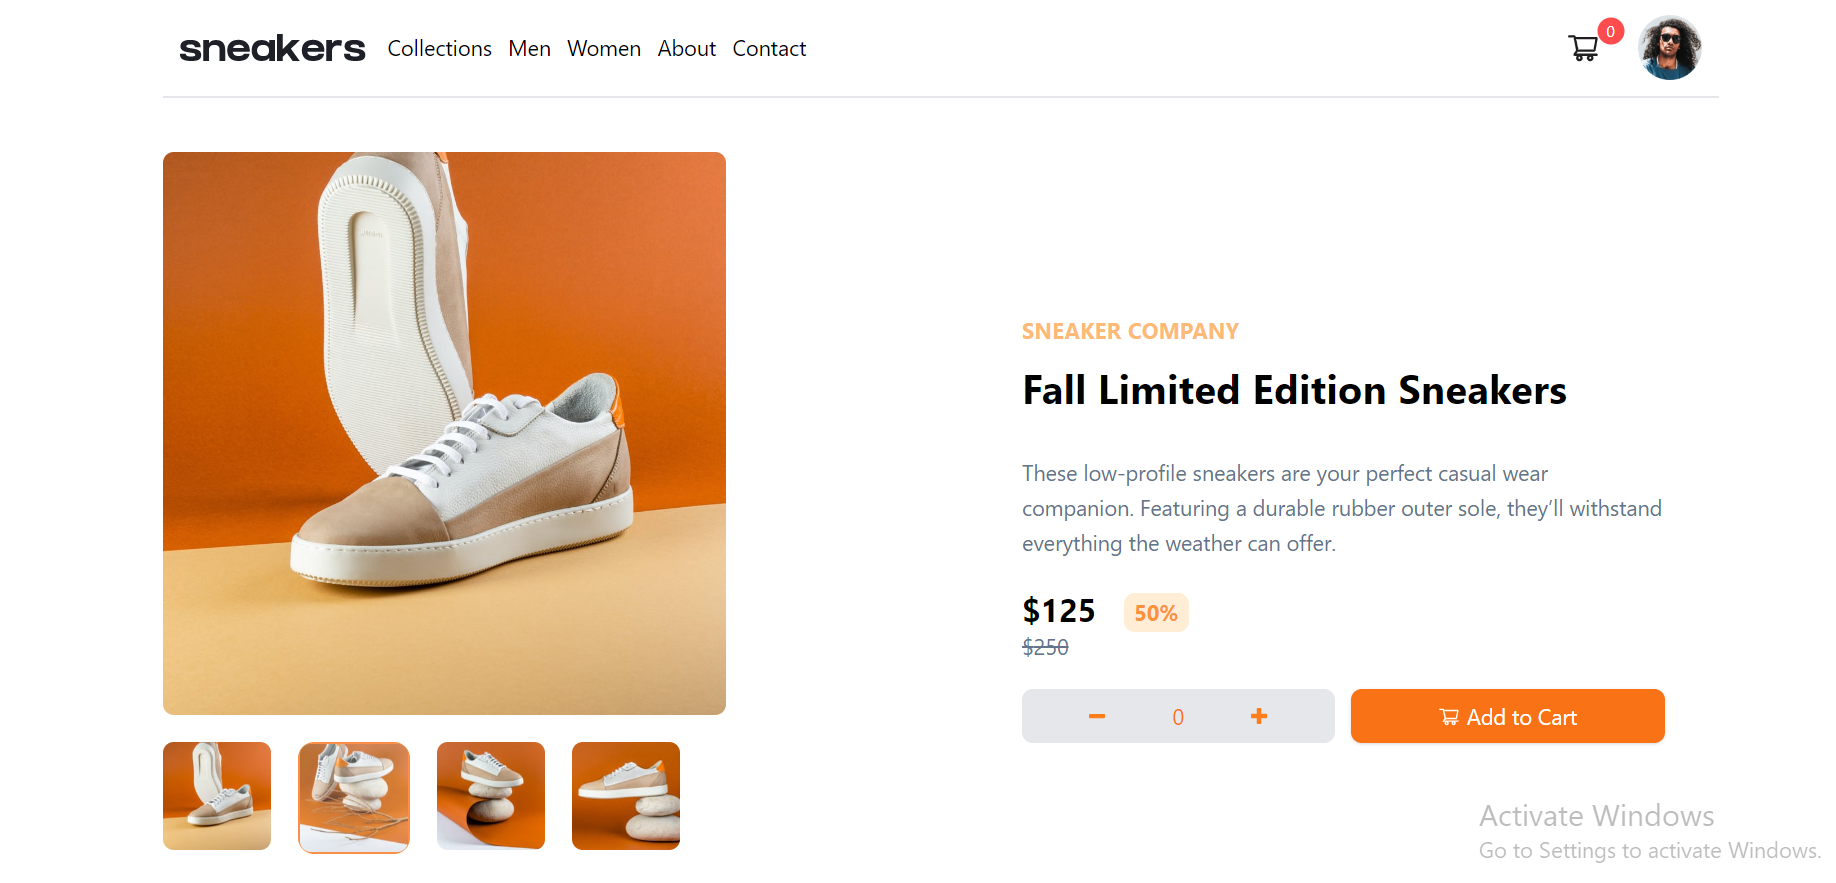 sneakers Collections Men Women About Contact
0
SNEAKER COMPANY
Fall Limited Edition Sneakers
These low-profile sneakers are your perfect casual wear
companion. Featuring a durable rubber outer sole, they’ll withstand
everything the weather can offer.
$125 50%
$250
0
Add to Cart
Activate Windows
Go to Settings to activate Windows.